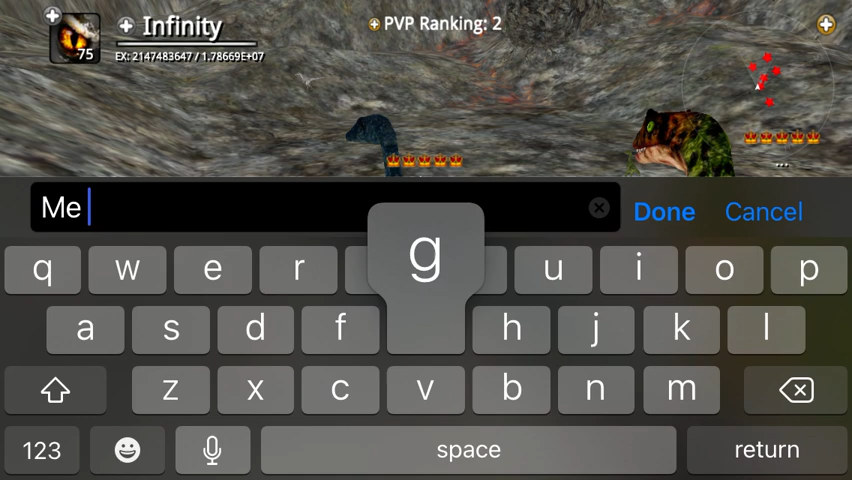 Infinity
PVP Ranking: 2
75
EX: 2147483647 / 1.78669E+07
...
Me
Done
Cancel
g
q w e r u i o p
a s d f h j k l
z x c v b n m
123
space
return